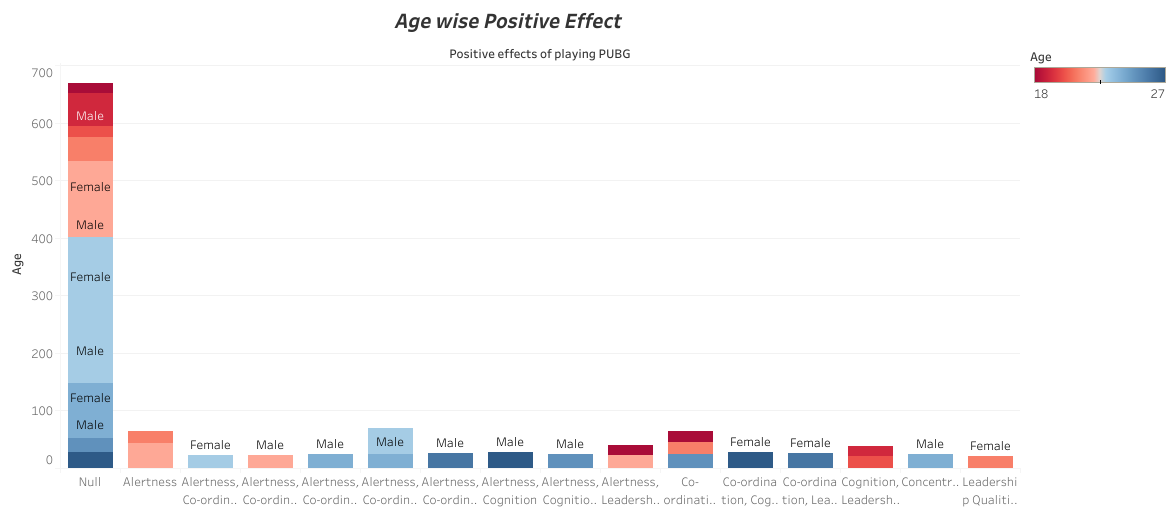 Age wise Positive Effect
Positive effects of playing PUBG
Age
18 27
Age
700
600
500
400
300
200
100
0
Male
Female
Male
Female
Male
Female
Male
Female
Male
Male
Male
Male
Male
Male
Female
Female
Male
Female
Null
Alertness
Alertness,
Co-ordin..
Alertness,
Co-ordin..
Alertness,
Co-ordin..
Alertness,
Co-ordin..
Alertness,
Co-ordin..
Alertness,
Cognition
Alertness,
Cognitio..
Alertness,
Leadersh..
Co-
ordinati..
Co-ordina
tion, Cog..
Co-ordina
tion, Lea..
Cognition,
Leadersh..
Concentr..
Leadershi
p Qualiti..